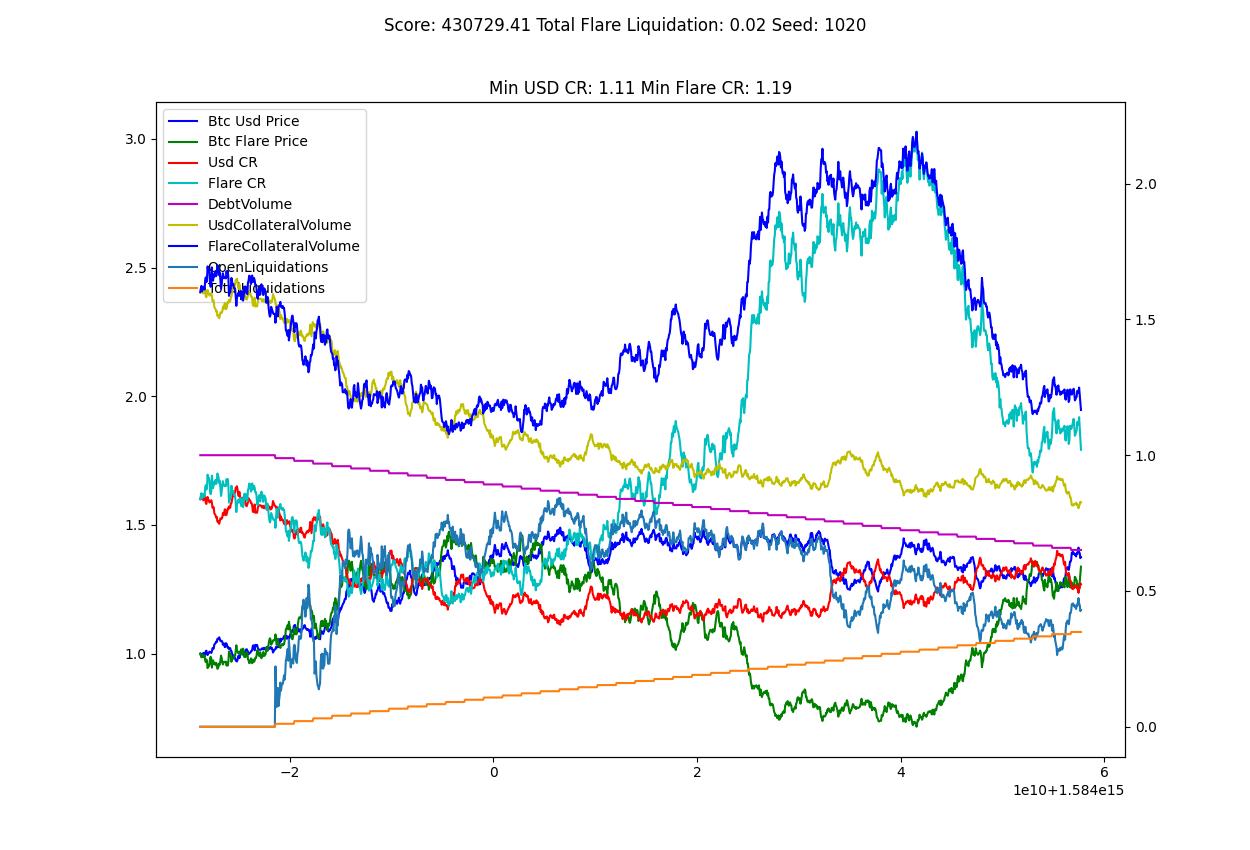 Score: 430729.41 Total Flare Liquidation: 0.02 Seed: 1020
Min USD CR: 1.11 Min Flare CR: 1.19
Btc Usd Price
Btc Flare Price
Usd CR
Flare CR
DebtVolume
UsdCollateralVolume
FlareCollateralVolume
OpenLiquidations
TotalLiquidations
3.0
2.5
2.0
1.5
1.0
2.0
1.5
1.0
0.5
0.0
−2
0
2
4
6
1e10+1.584e15